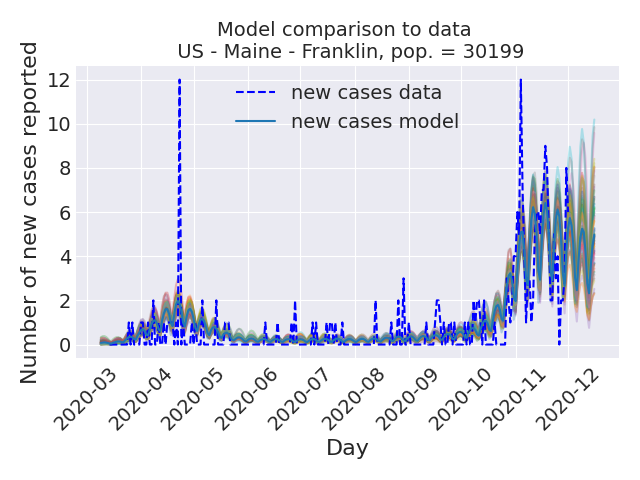 Model comparison to data
US - Maine - Franklin, pop. = 30199
new cases data
new cases model
Number of new cases reported
12
10
8
6
4
2
0
2020-03
2020-04
2020-05
2020-06
2020-07
2020-08
2020-09
2020-10
2020-11
2020-12
Day